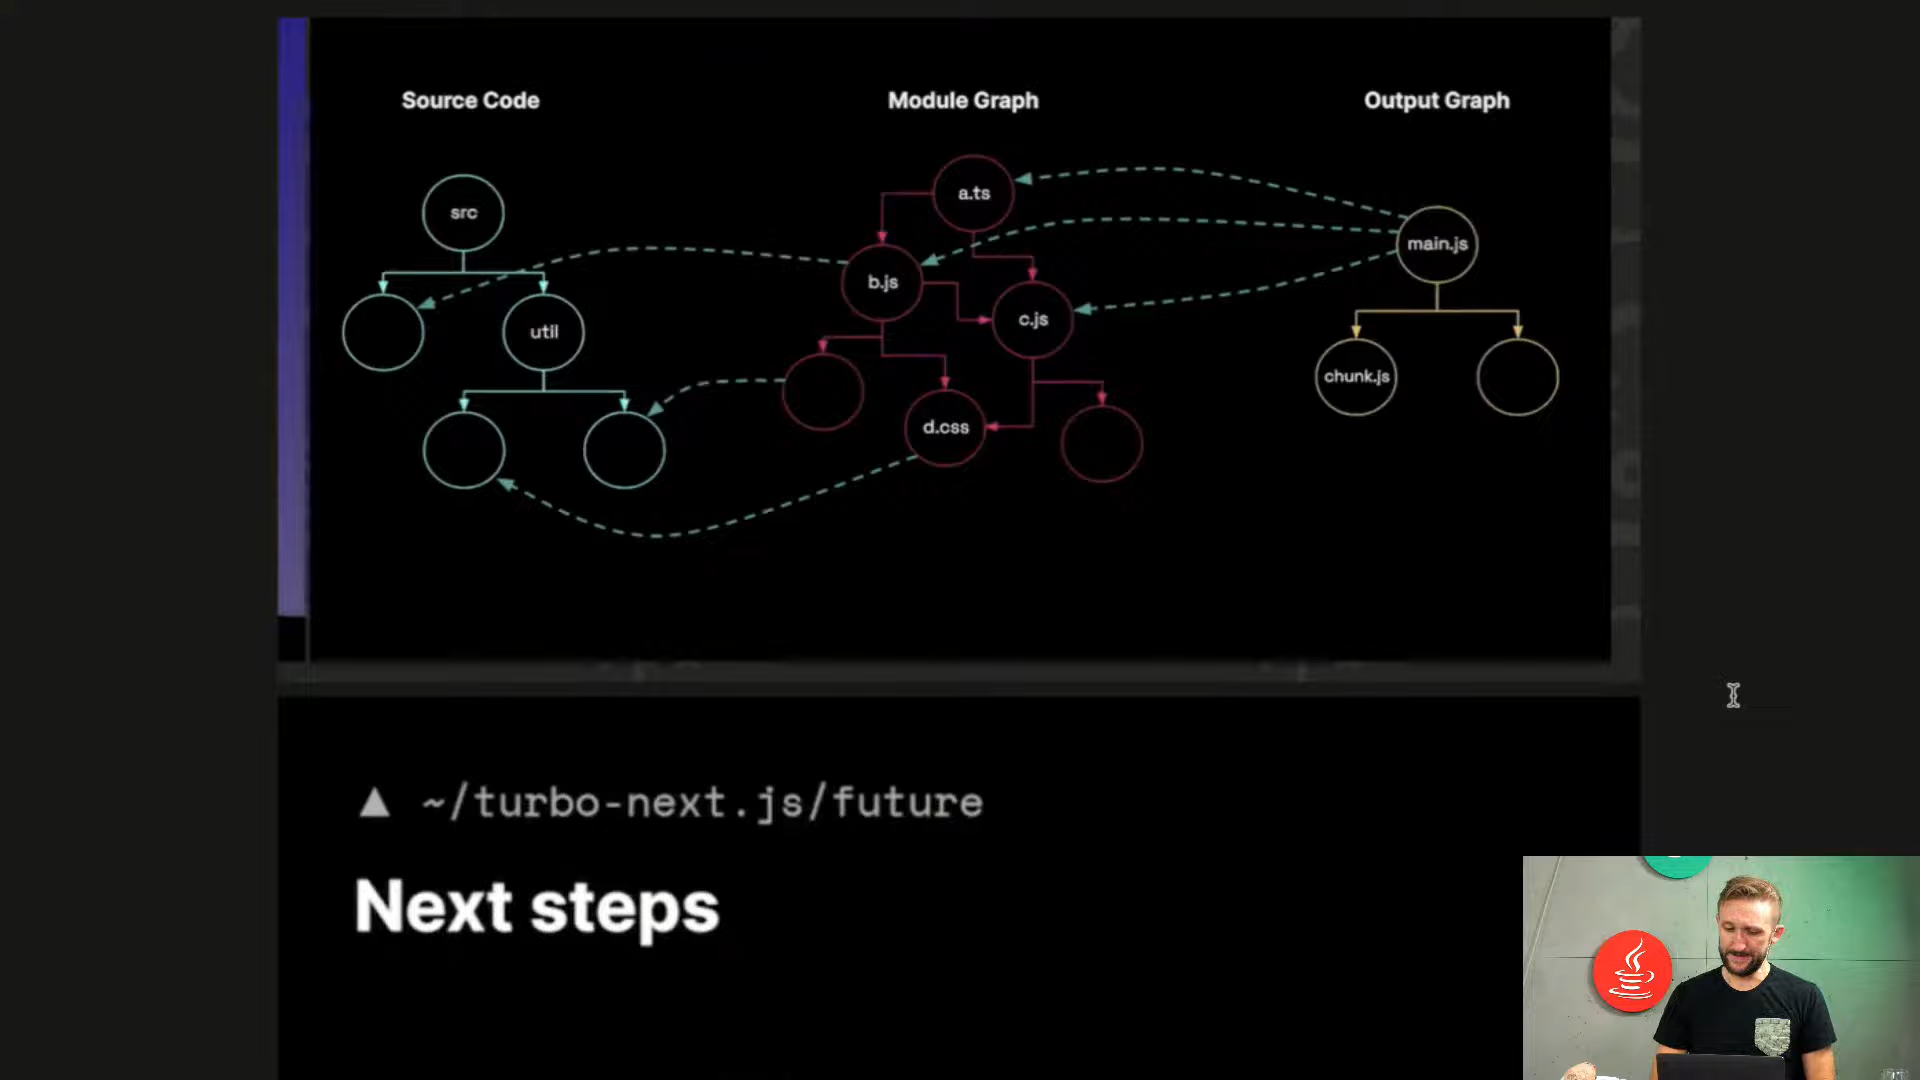 Source Code
Module Graph
Output Graph
src
util
a.ts
b.js
c.js
d.css
main.js
chunk.js
~/turbo-next.js/future
Next steps